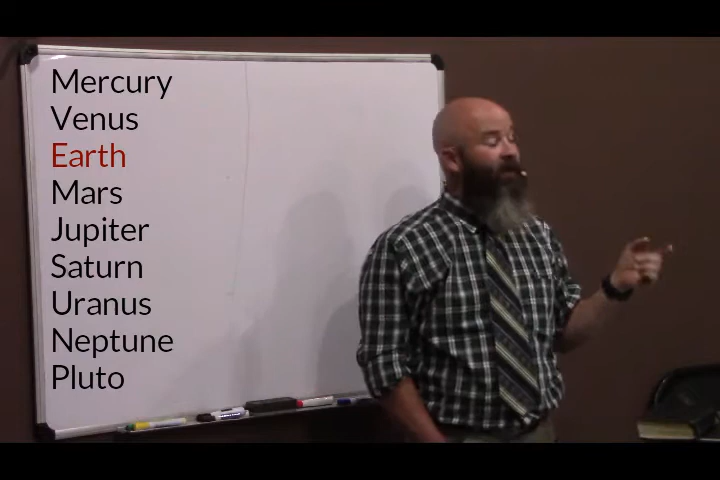 Mercury
Venus
Earth
Mars
Jupiter
Saturn
Uranus
Neptune
Pluto